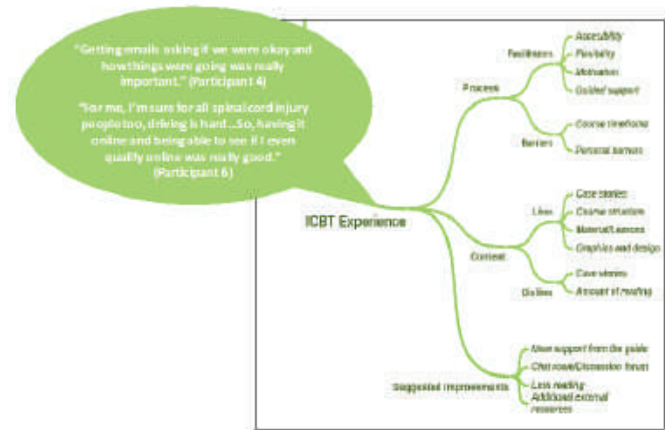 "Getting emails asking if we were okay and
how things were going was really
important." (Participant 4)
"For me, I'm sure for all spinal cord injury
people too, driving is hard...So, having it
online and being able to see if I even
qualify online was really good."
(Participant 6)
ICBT Experience
Process
Facilitators
Accesibility
Flexibility
Motivation
Guided support
Barriers
Course timeframe
Personal barriers
Content
Likes
Case stories
Course structure
Material/Lessons
Graphics and design
Dislikes
Case stories
Amount of reading
Suggested improvements
More support from the guide
Chat room/Discussion forum
Less reading
Additional external
resources